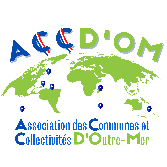 ACCD'OM
Association des Communes et
Collectivités D'Outre-Mer